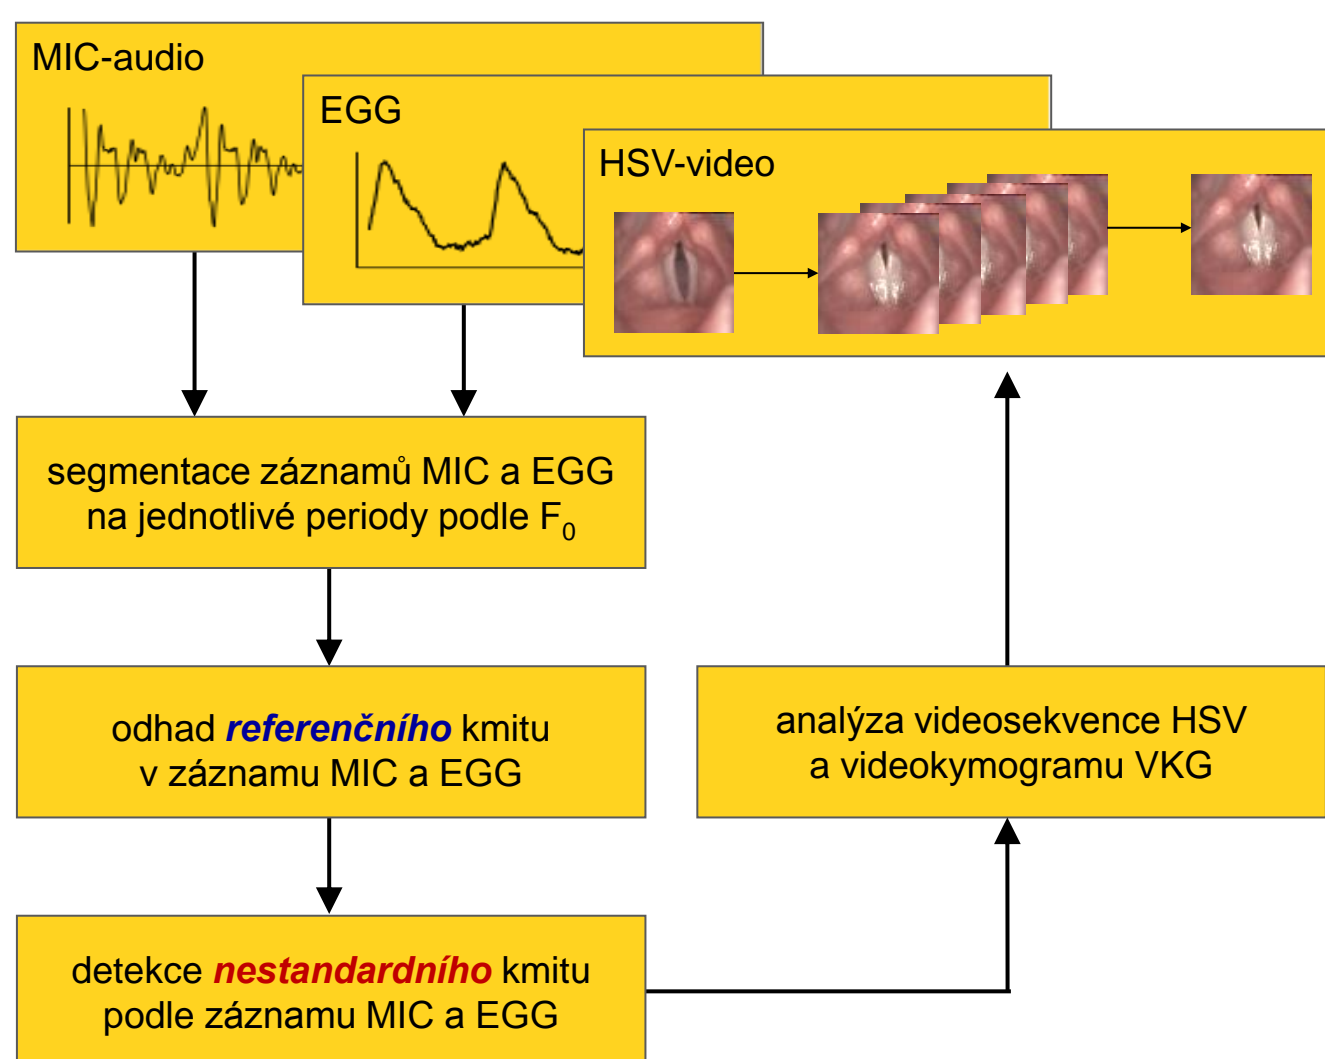 MIC-audio
EGG
HSV-video
segmentace záznamů MIC a EGG
na jednotlivé periody podle F0
odhad referenčního kmitu
v záznamu MIC a EGG
analýza videosekvence HSV
a videokymogramu VKG
detekce nestandardního kmitu
podle záznamu MIC a EGG